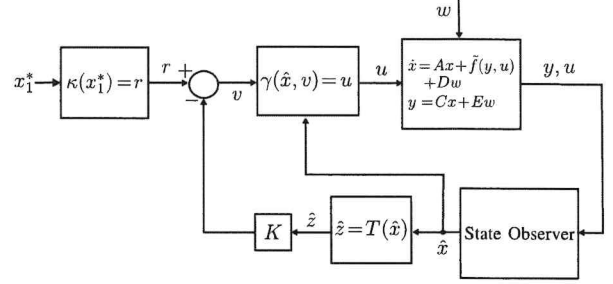 w
x₁* κ(x₁*)=r r + − v γ(x̂, v)=u u ẋ=Ax+f̃(y,u) y, u
+Dw
y=Cx+Ew
K ẑ ẑ=T(x̂) x̂ State Observer